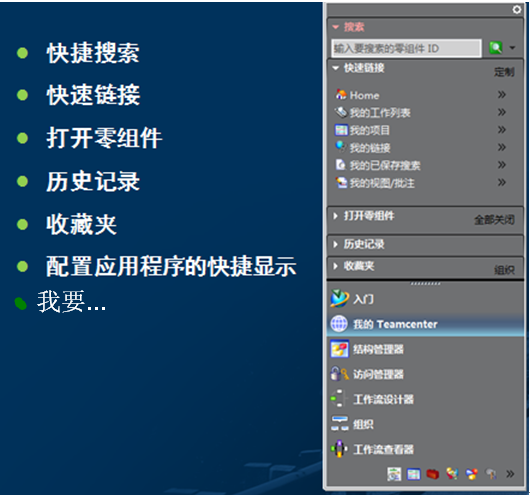 快捷搜索
快速链接
打开零组件
历史记录
收藏夹
配置应用程序的快捷显示
我要...
搜索
输入要搜索的零组件 ID
快速链接 定制
Home
我的工作列表
我的项目
我的链接
我的已保存搜索
我的视图/批注
打开零组件 全部关闭
历史记录
收藏夹 组织
入门
我的 Teamcenter
结构管理器
访问管理器
工作流设计器
组织
工作流查看器